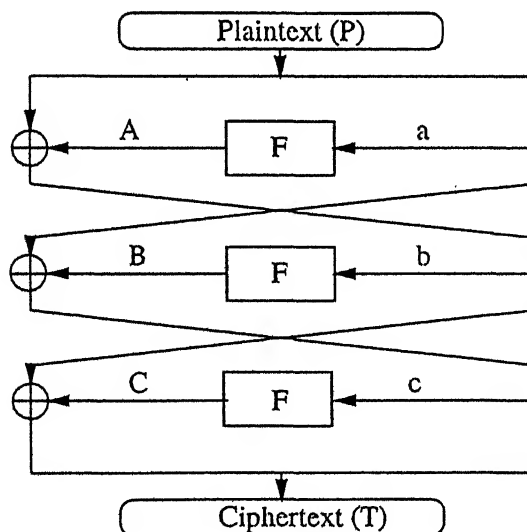 Plaintext (P)
A F a
B F b
C F c
Ciphertext (T)